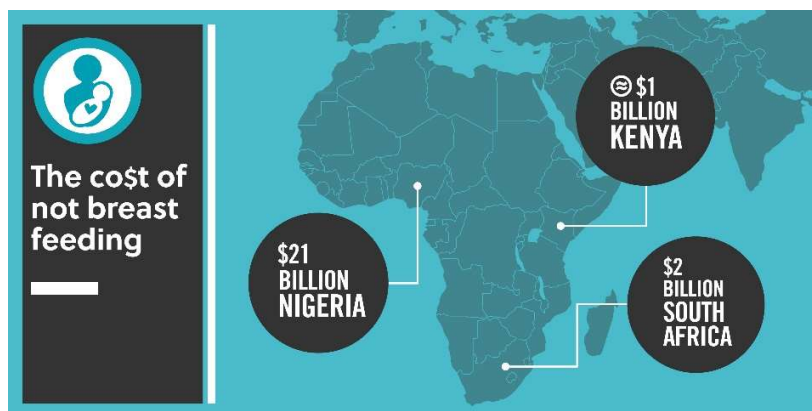 The co$t of
not breast
feeding
$21
BILLION
NIGERIA
≈ $1
BILLION
KENYA
$2
BILLION
SOUTH
AFRICA